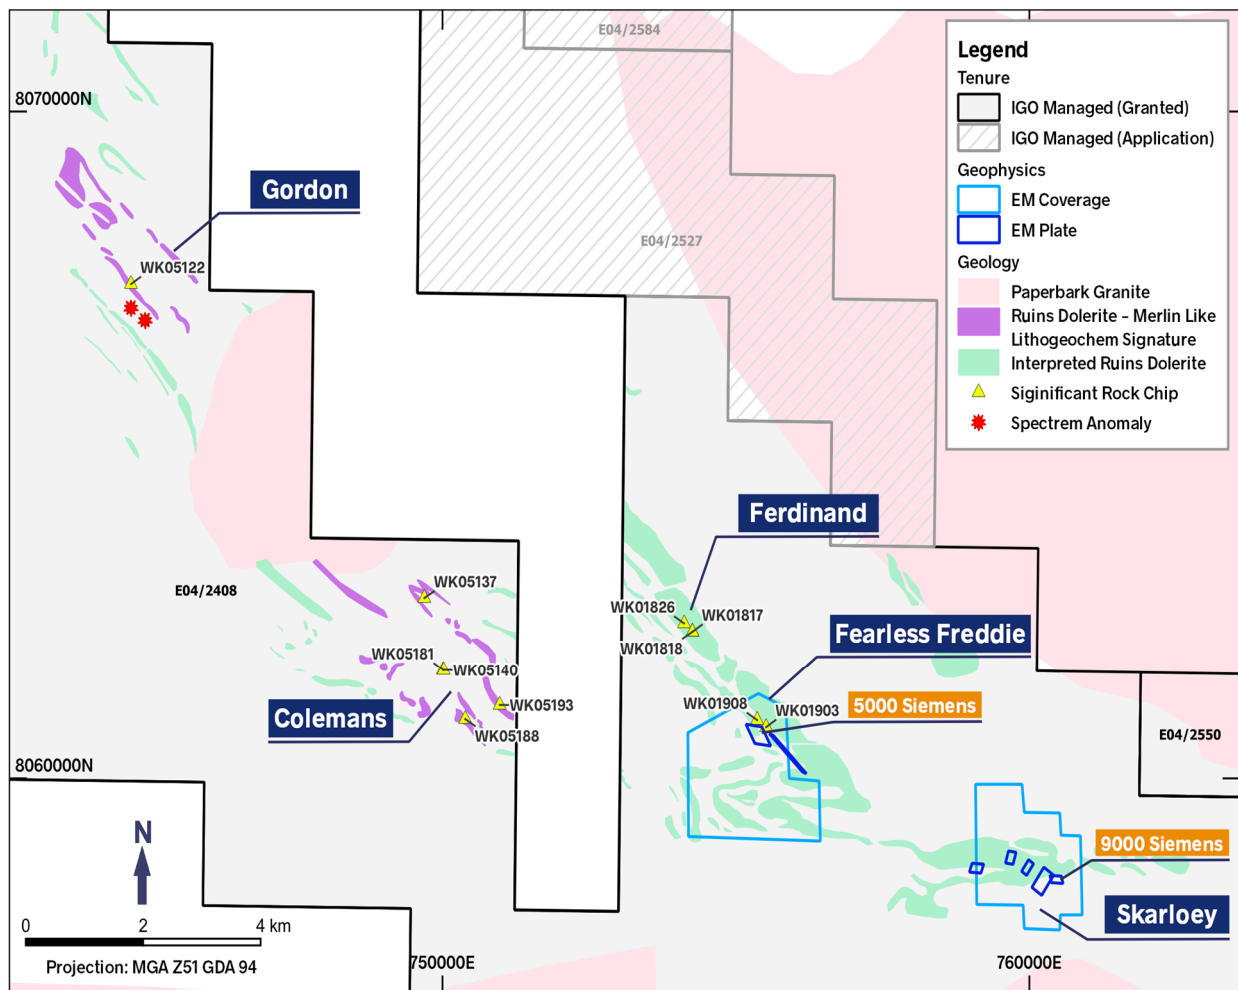 E04/2584
8070000N
Gordon
WK05122
E04/2527
Legend
Tenure
IGO Managed (Granted)
IGO Managed (Application)
Geophysics
EM Coverage
EM Plate
Geology
Paperbark Granite
Ruins Dolerite – Merlin Like
Lithogeochem Signature
Interpreted Ruins Dolerite
Siginificant Rock Chip
Spectrem Anomaly
Ferdinand
E04/2408
WK05137
WK01826
WK01817
WK01818
Fearless Freddie
WK05181
WK05140
WK05193
WK05188
Colemans
WK01908
WK01903
5000 Siemens
E04/2550
8060000N
N
9000 Siemens
Skarloey
0 2 4 km
Projection: MGA Z51 GDA 94
750000E
760000E